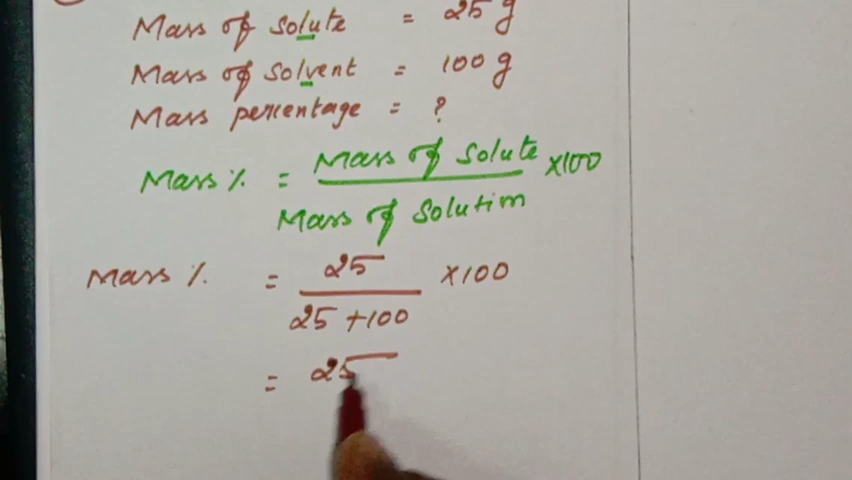 Mass of Solute = 25 g
Mass of Solvent = 100 g
Mass percentage = ?
Mass % = Mass of Solute / Mass of Solution ×100
Mass % = 25 / 25 + 100 ×100
= 25